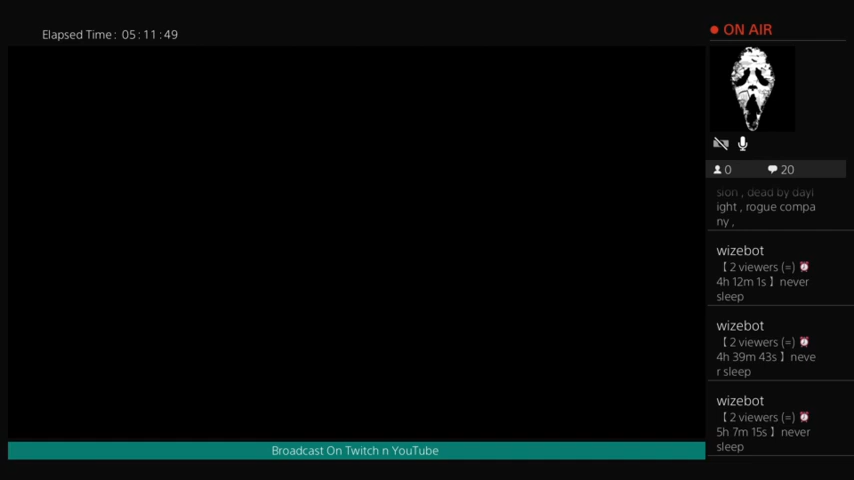 Elapsed Time: 05:11:49
ON AIR
0 20
sion , dead by dayl
ight , rogue compa
ny ,
wizebot
【 2 viewers (=) ⏰
4h 12m 1s 】 never
sleep
wizebot
【 2 viewers (=) ⏰
4h 39m 43s 】 neve
r sleep
wizebot
【 2 viewers (=) ⏰
5h 7m 15s 】 never
sleep
Broadcast On Twitch n YouTube